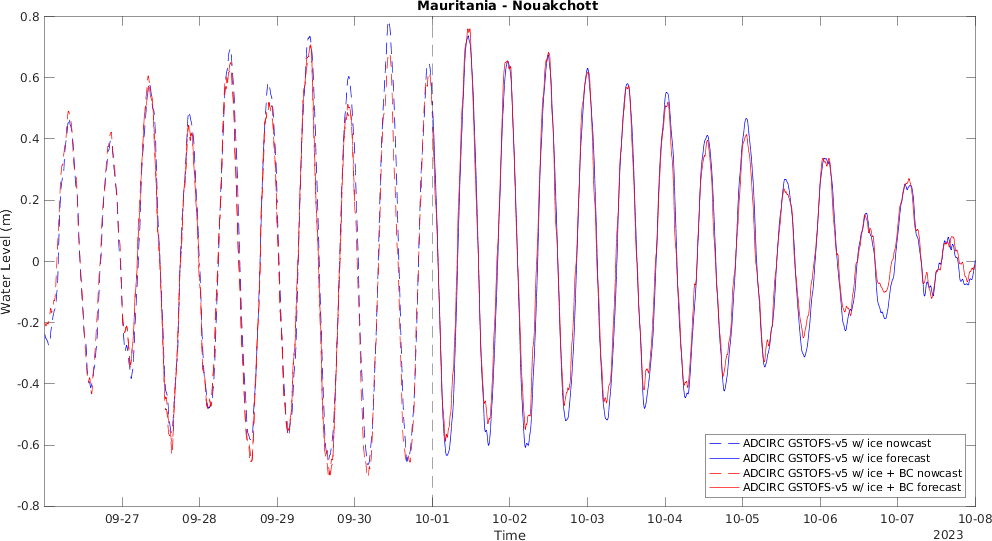 Mauritania - Nouakchott
0.8
0.6
0.4
0.2
0
-0.2
-0.4
-0.6
-0.8
Water Level (m)
09-27 09-28 09-29 09-30 10-01 10-02 10-03 10-04 10-05 10-06 10-07 10-08
Time
2023
ADCIRC GSTOFS-v5 w/ ice nowcast
ADCIRC GSTOFS-v5 w/ ice forecast
ADCIRC GSTOFS-v5 w/ ice + BC nowcast
ADCIRC GSTOFS-v5 w/ ice + BC forecast